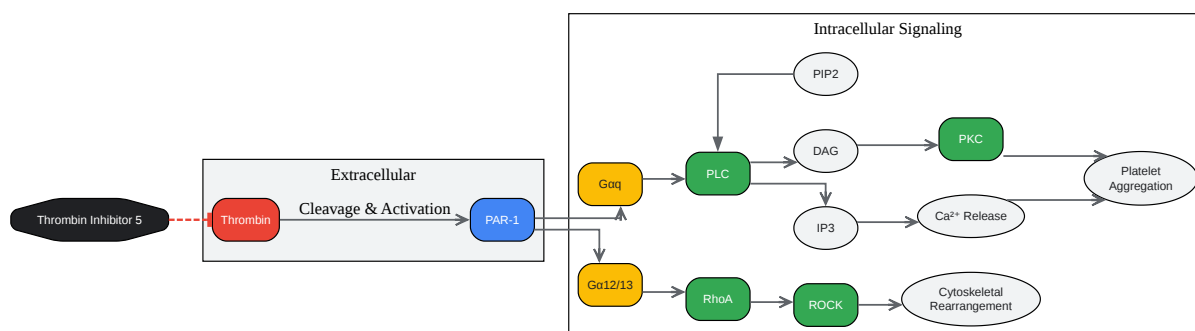 Intracellular Signaling
PIP2
Extracellular
Thrombin Inhibitor 5
Thrombin
Cleavage & Activation
PAR-1
Gαq
PLC
DAG
PKC
Platelet
Aggregation
IP3
Ca²⁺ Release
Gα12/13
RhoA
ROCK
Cytoskeletal
Rearrangement